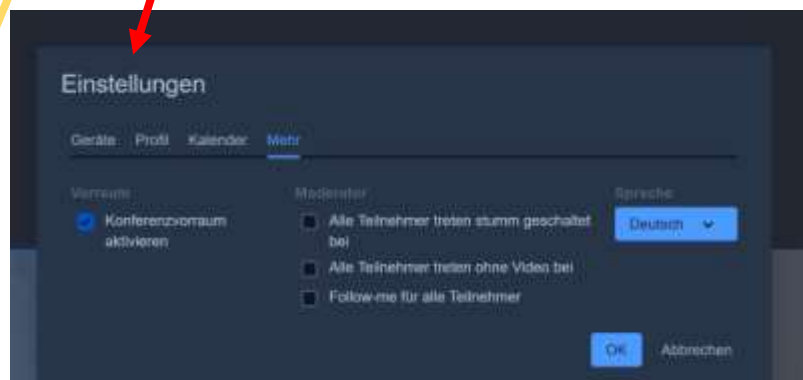 Einstellungen
Geräte Profil Kalender Mehr
Vorraum Moderator Sprache
Konferenzvorraum Alle Teilnehmer treten stumm geschaltet Deutsch
aktivieren bei
Alle Teilnehmer treten ohne Video bei
Follow-me für alle Teilnehmer
OK Abbrechen